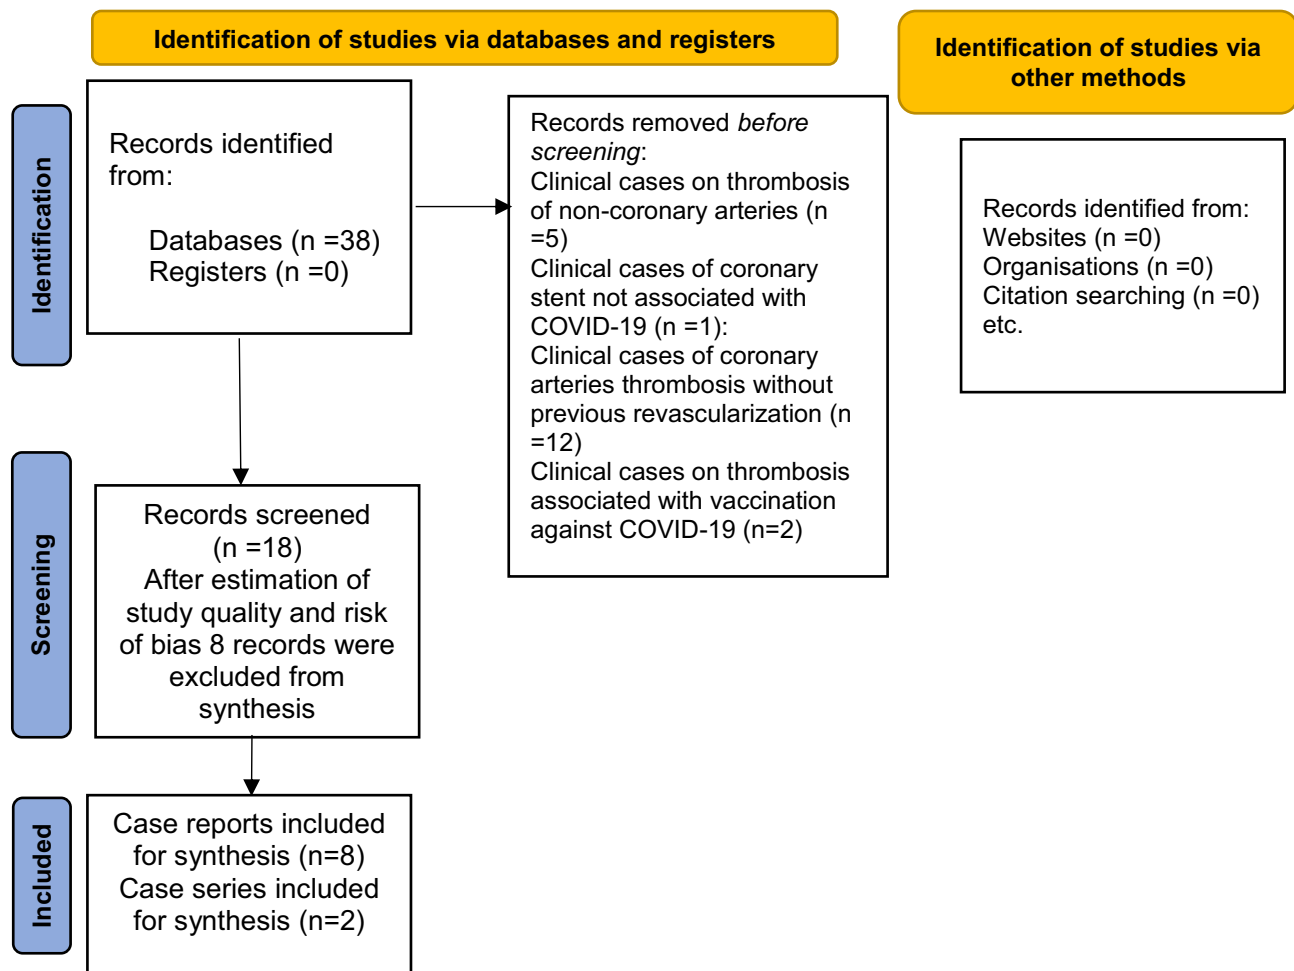 Identification of studies via databases and registers
Identification of studies via
other methods
Identification
Records identified
from:
Databases (n =38)
Registers (n =0)
Records removed before
screening:
Clinical cases on thrombosis
of non-coronary arteries (n
=5)
Clinical cases of coronary
stent not associated with
COVID-19 (n =1):
Clinical cases of coronary
arteries thrombosis without
previous revascularization (n
=12)
Clinical cases on thrombosis
associated with vaccination
against COVID-19 (n=2)
Records identified from:
Websites (n =0)
Organisations (n =0)
Citation searching (n =0)
etc.
Screening
Records screened
(n =18)
After estimation of
study quality and risk
of bias 8 records were
excluded from
synthesis
Included
Case reports included
for synthesis (n=8)
Case series included
for synthesis (n=2)